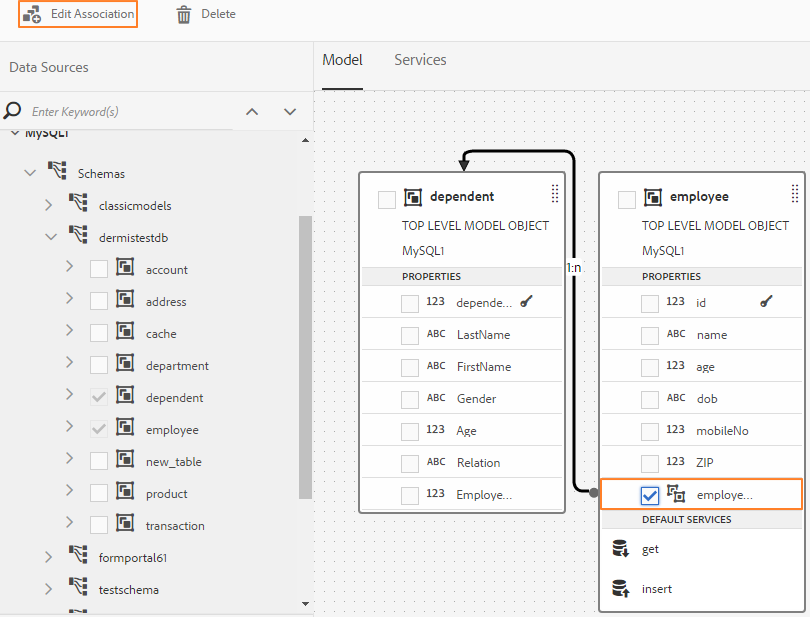 Edit Association
Delete
Data Sources
Enter Keyword(s)
MySQL1
Schemas
classicmodels
dermistestdb
account
address
cache
department
dependent
employee
new_table
product
transaction
formportal61
testschema
Model
Services
dependent
TOP LEVEL MODEL OBJECT
MySQL1
PROPERTIES
123 depende...
ABC LastName
ABC FirstName
ABC Gender
123 Age
ABC Relation
123 Employe...
1:n
employee
TOP LEVEL MODEL OBJECT
MySQL1
PROPERTIES
123 id
ABC name
123 age
ABC dob
123 mobileNo
123 ZIP
employe...
DEFAULT SERVICES
get
insert